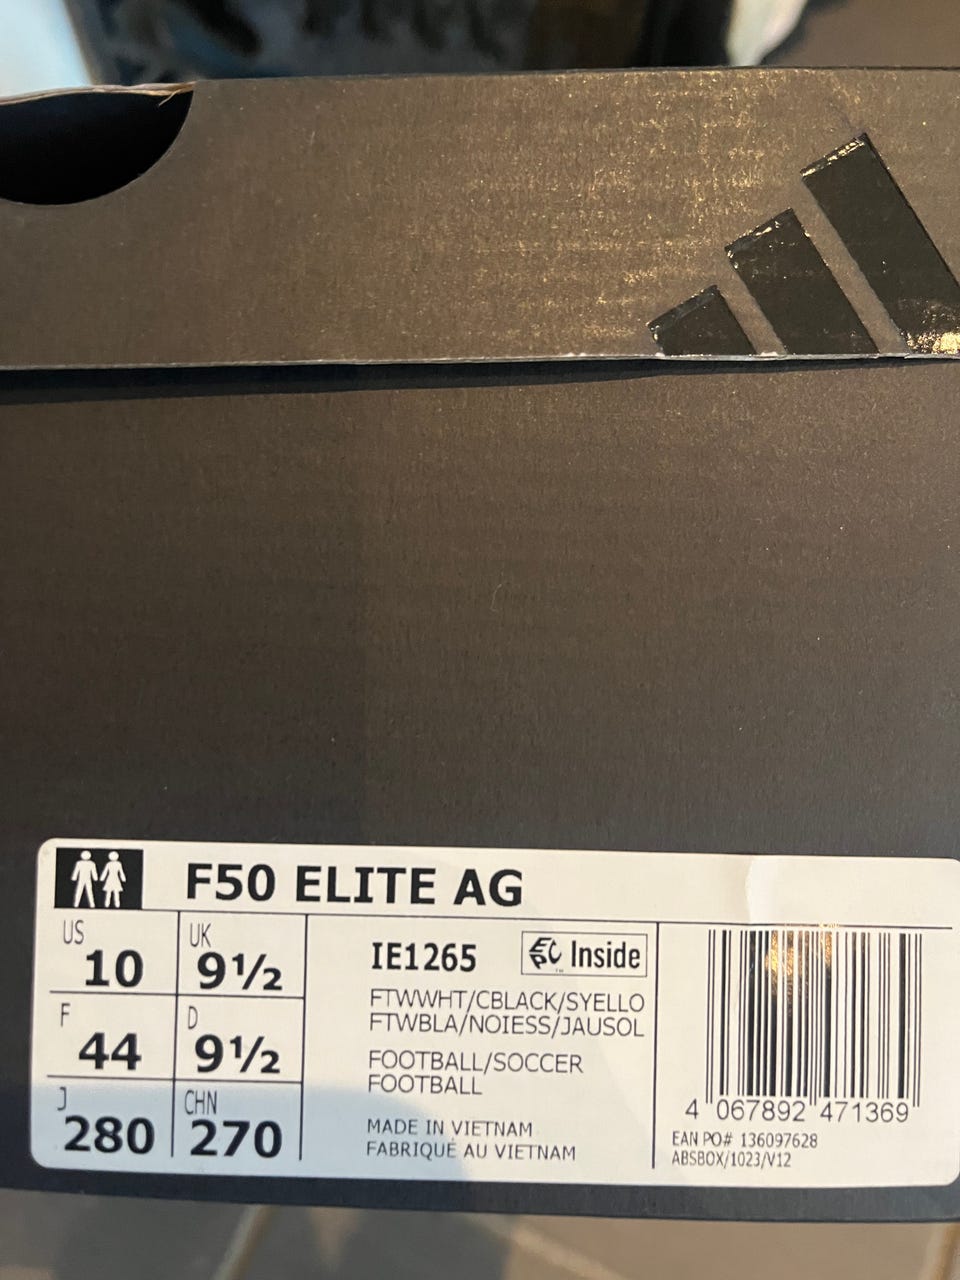 F50 ELITE AG
US
10
UK
9½
F
44
D
9½
J
280
CHN
270
IE1265
Inside
FTWWHT/CBLACK/SYELLO
FTWBLA/NOIESS/JAUSOL
FOOTBALL/SOCCER
FOOTBALL
MADE IN VIETNAM
FABRIQUÉ AU VIETNAM
4 067892 471369
EAN PO# 136097628
ABSBOX/1023/V12